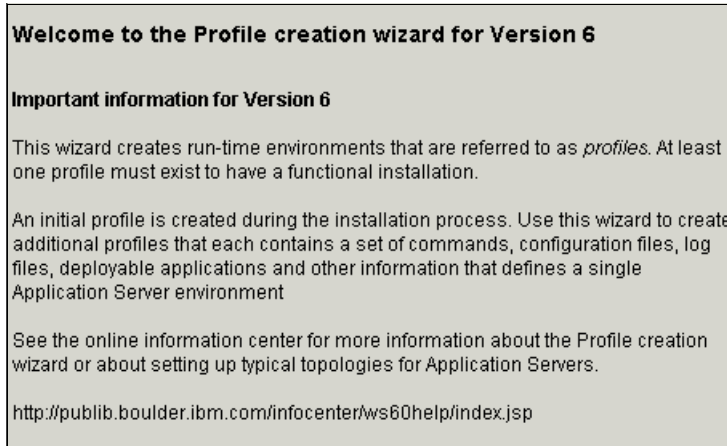 Welcome to the Profile creation wizard for Version 6
Important information for Version 6
This wizard creates run-time environments that are referred to as profiles. At least
one profile must exist to have a functional installation.
An initial profile is created during the installation process. Use this wizard to create
additional profiles that each contains a set of commands, configuration files, log
files, deployable applications and other information that defines a single
Application Server environment
See the online information center for more information about the Profile creation
wizard or about setting up typical topologies for Application Servers.
http://publib.boulder.ibm.com/infocenter/ws60help/index.jsp